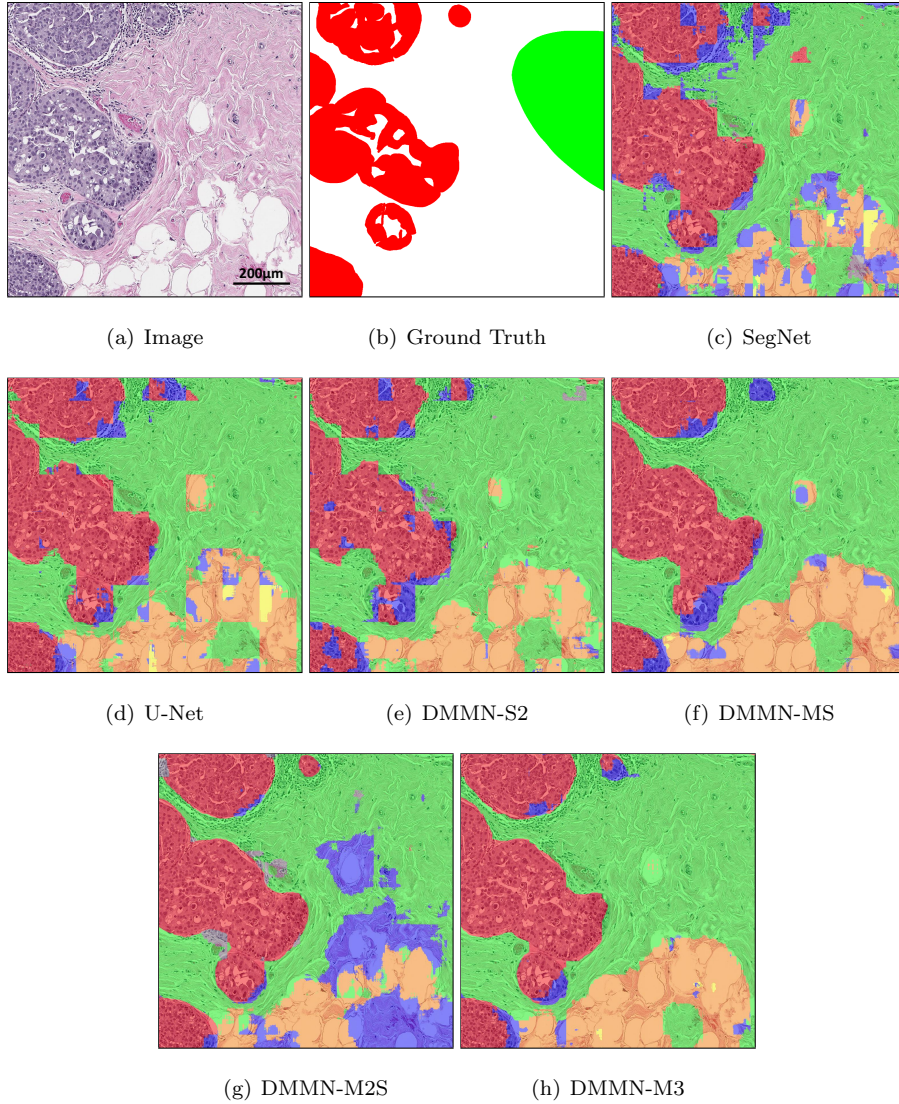 200μm
(a) Image
(b) Ground Truth
(c) SegNet
(d) U-Net
(e) DMMN-S2
(f) DMMN-MS
(g) DMMN-M2S
(h) DMMN-M3